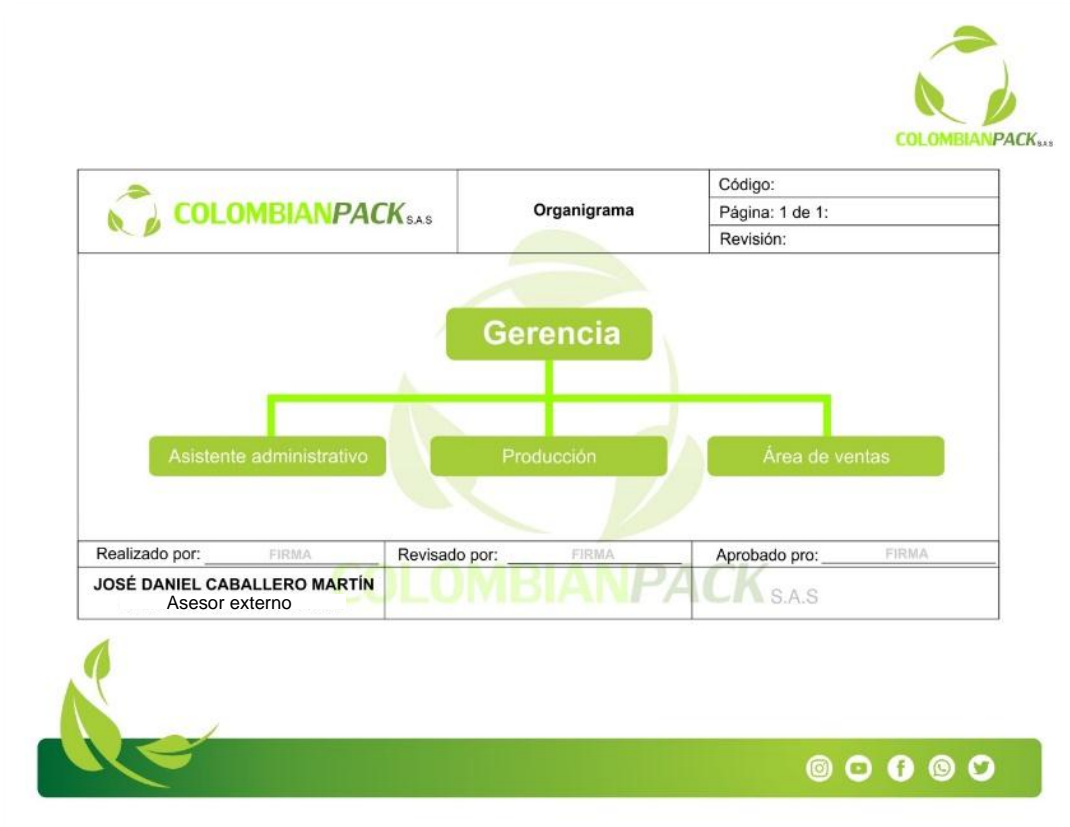 COLOMBIANPACK S.A.S
COLOMBIANPACK S.A.S
Organigrama
Código:
Página: 1 de 1:
Revisión:
Gerencia
Asistente administrativo
Producción
Área de ventas
Realizado por: FIRMA
Revisado por: FIRMA
Aprobado pro: FIRMA
JOSÉ DANIEL CABALLERO MARTÍN
Asesor externo
COLOMBIANPACK S.A.S